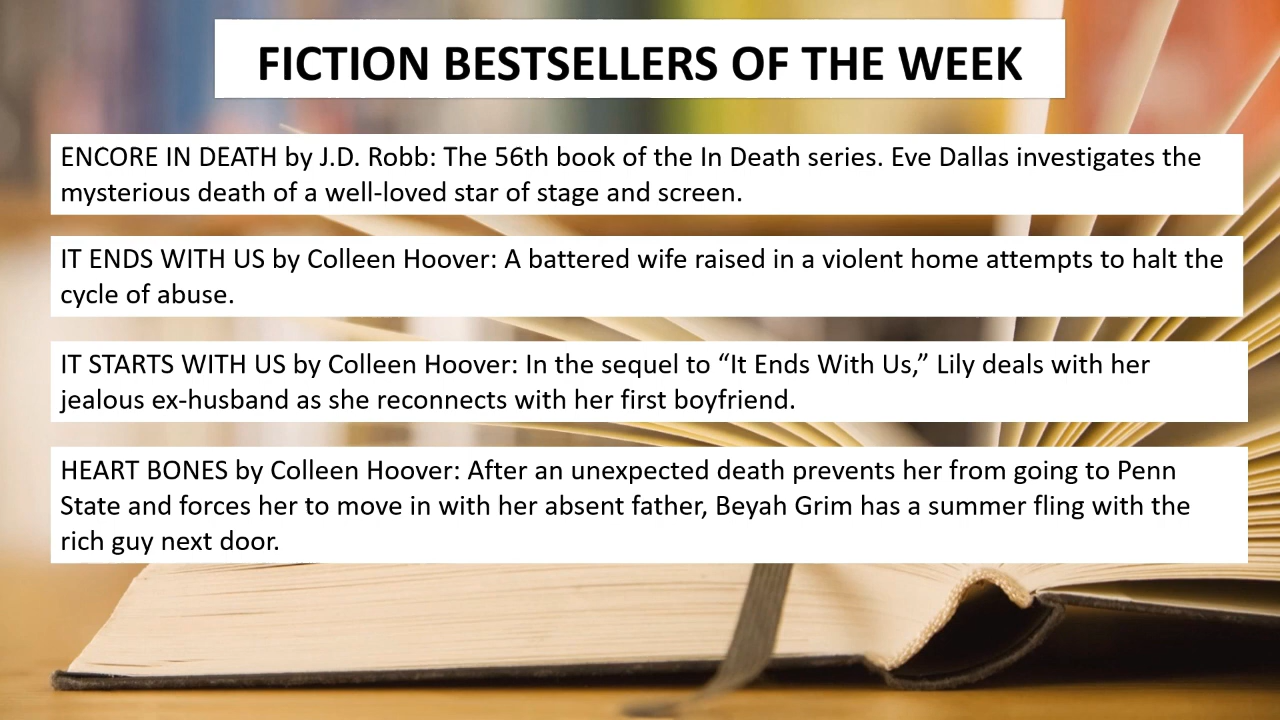 FICTION BESTSELLERS OF THE WEEK
ENCORE IN DEATH by J.D. Robb: The 56th book of the In Death series. Eve Dallas investigates the
mysterious death of a well-loved star of stage and screen.
IT ENDS WITH US by Colleen Hoover: A battered wife raised in a violent home attempts to halt the
cycle of abuse.
IT STARTS WITH US by Colleen Hoover: In the sequel to “It Ends With Us,” Lily deals with her
jealous ex-husband as she reconnects with her first boyfriend.
HEART BONES by Colleen Hoover: After an unexpected death prevents her from going to Penn
State and forces her to move in with her absent father, Beyah Grim has a summer fling with the
rich guy next door.